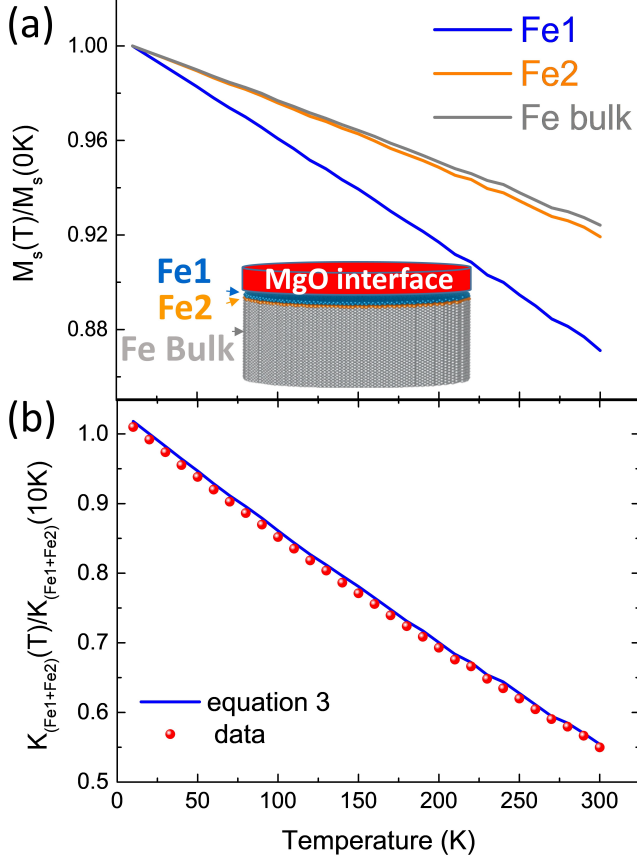 (a)
Fe1
Fe2
Fe bulk
1.00
0.96
0.92
0.88
M_s(T)/M_s(0K)
MgO interface
Fe1
Fe2
Fe Bulk
(b)
1.0
0.9
0.8
0.7
0.6
0.5
K_(Fe1+Fe2)(T)/K_(Fe1+Fe2)(10K)
equation 3
data
0 50 100 150 200 250 300
Temperature (K)